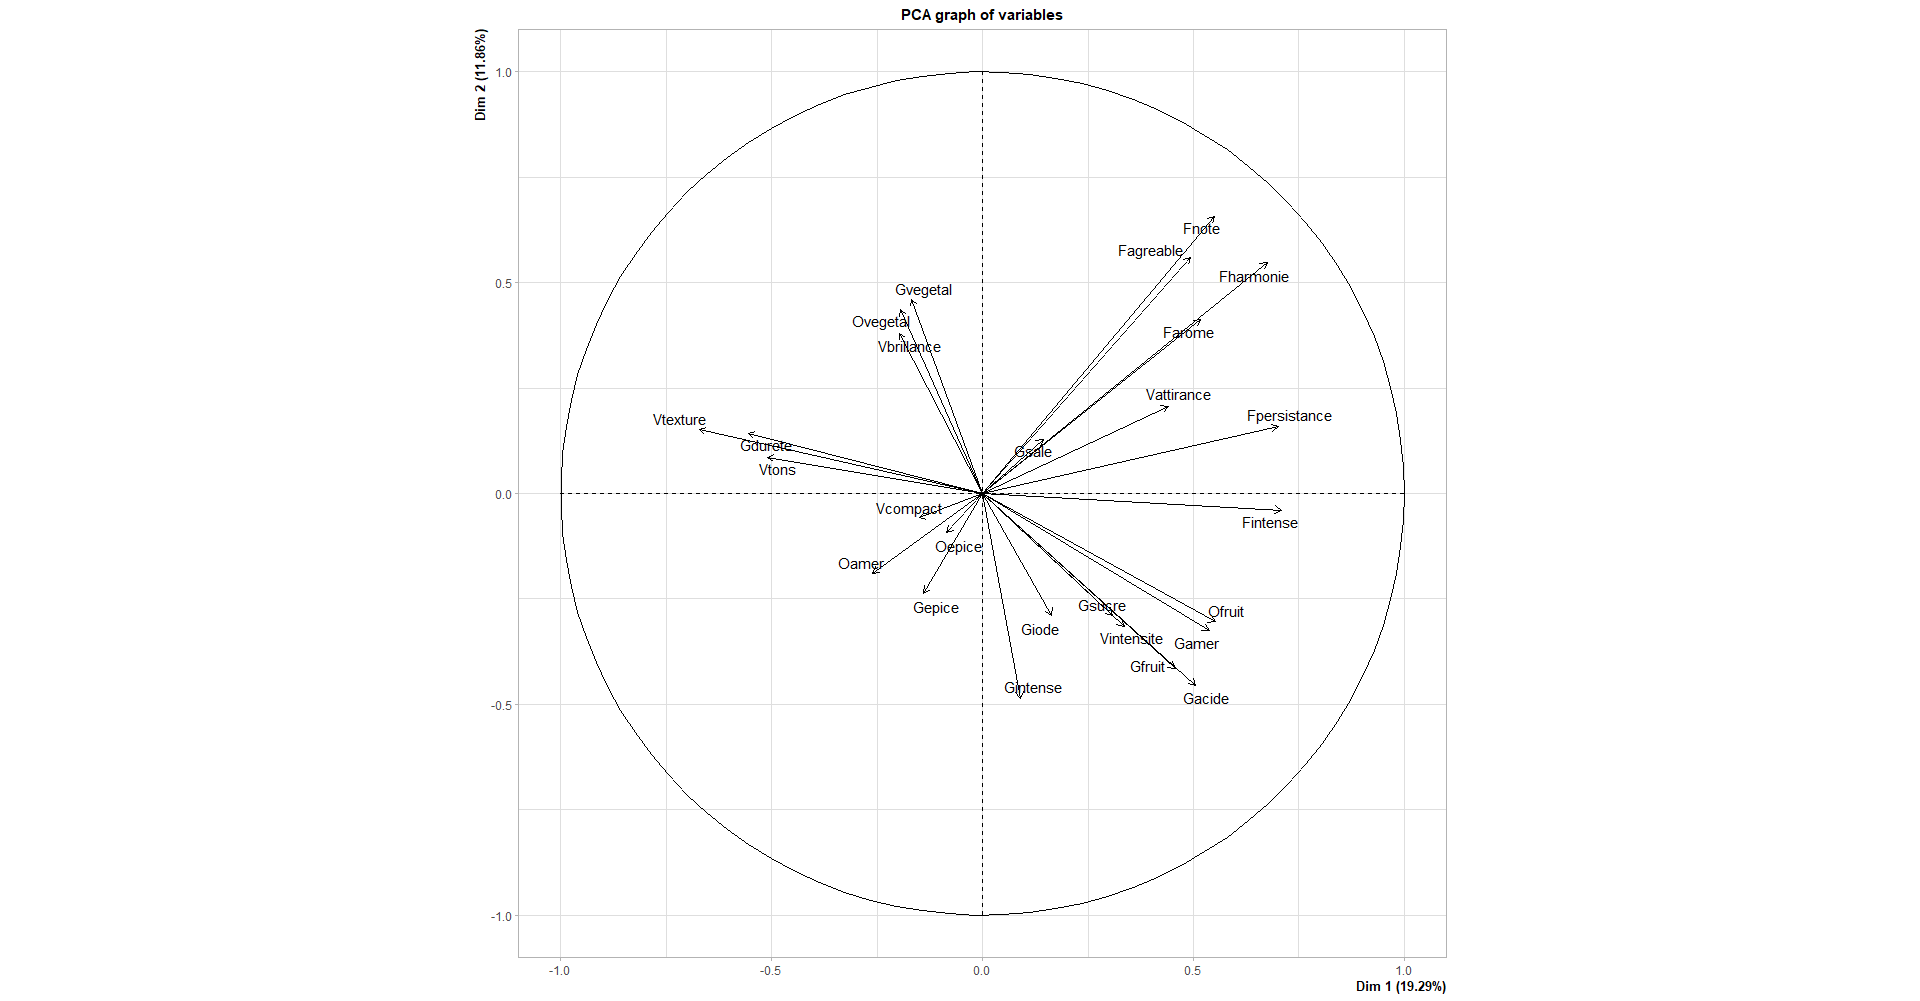 PCA graph of variables
Dim 2 (11.86%)
1.0
0.5
0.0
-0.5
-1.0
Fnote
Fagreable
Fharmonie
Gvegetal
Ovegetal
Farome
Vbrillance
Vattirance
Fpersistance
Vtexture
Gdurete
Gsale
Vtons
Vcompact
Fintense
Oepice
Oamer
Gepice
Gsucre
Ofruit
Giode
Vintensite
Gamer
Gfruit
Gintense
Gacide
-1.0
-0.5
0.0
0.5
1.0
Dim 1 (19.29%)